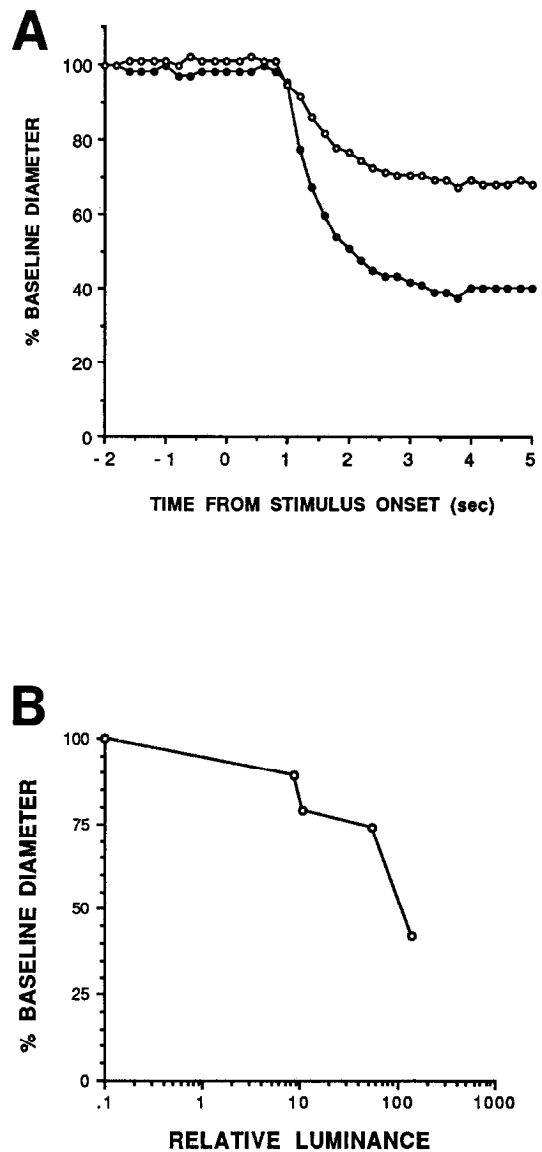 A
100
80
60
40
20
0
% BASELINE DIAMETER
-2 -1 0 1 2 3 4 5
TIME FROM STIMULUS ONSET (sec)
B
100
75
50
25
0
% BASELINE DIAMETER
.1 1 10 100 1000
RELATIVE LUMINANCE